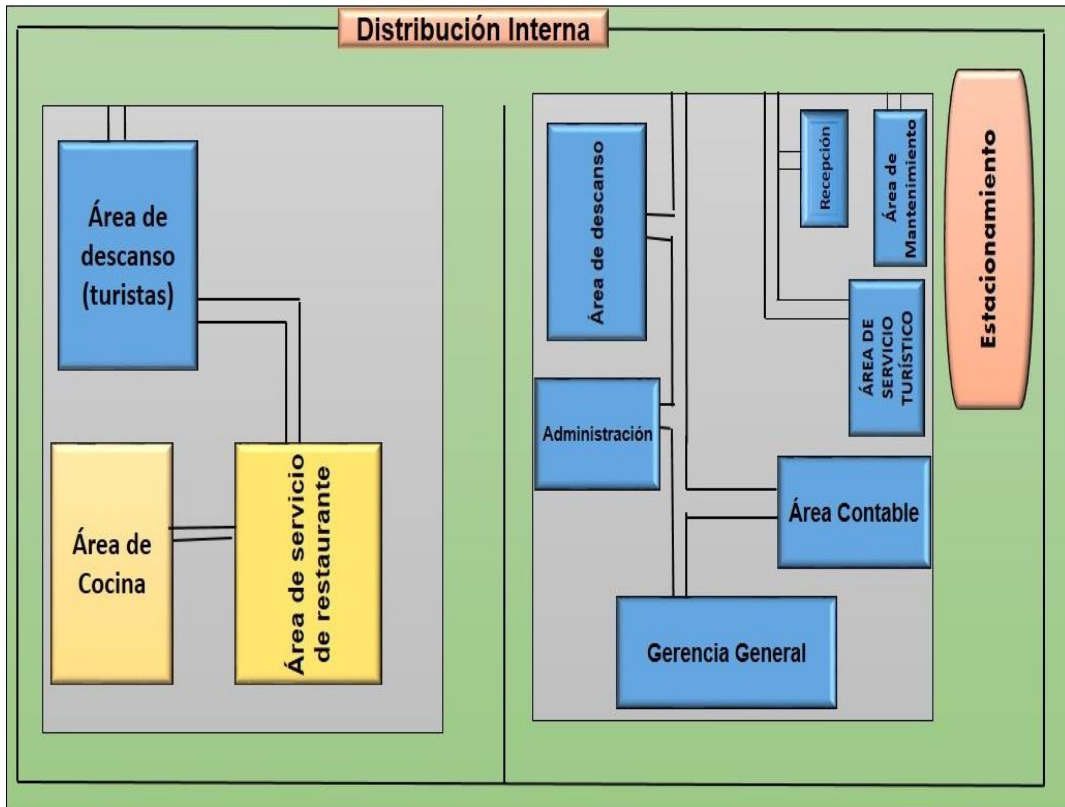 Distribución Interna
Área de
descanso
(turistas)
Área de
Cocina
Área de servicio
de restaurante
Área de descanso
Recepción
Área de
Mantenimiento
Estacionamiento
ÁREA DE
SERVICIO
TURÍSTICO
Administración
Área Contable
Gerencia General